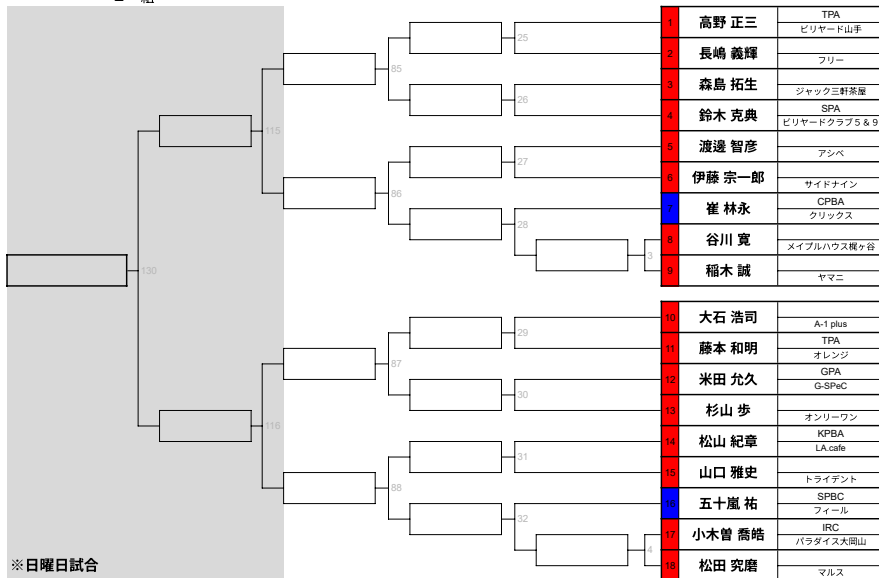 組
1 高野 正三 TPA
ビリヤード山手
25
2 長嶋 義輝 フリー
85
3 森島 拓生 ジャック三軒茶屋
26
4 鈴木 克典 SPA
ビリヤードクラブ5&9
115
5 渡邊 智彦 アシベ
27
6 伊藤 宗一郎 サイドナイン
86
7 崔 林永 CPBA
クリックス
28
8 谷川 寛 メイプルハウス梶ヶ谷
3
9 稲木 誠 ヤマニ
130
10 大石 浩司 A-1 plus
29
11 藤本 和明 TPA
オレンジ
87
12 米田 允久 GPA
G-SPeC
30
13 杉山 歩 オンリーワン
116
14 松山 紀章 KPBA
LA.cafe
31
15 山口 雅史 トライデント
88
16 五十嵐 祐 SPBC
フィール
32
17 小木曽 喬皓 IRC
パラダイス大岡山
4
18 松田 究磨 マルス
※日曜日試合